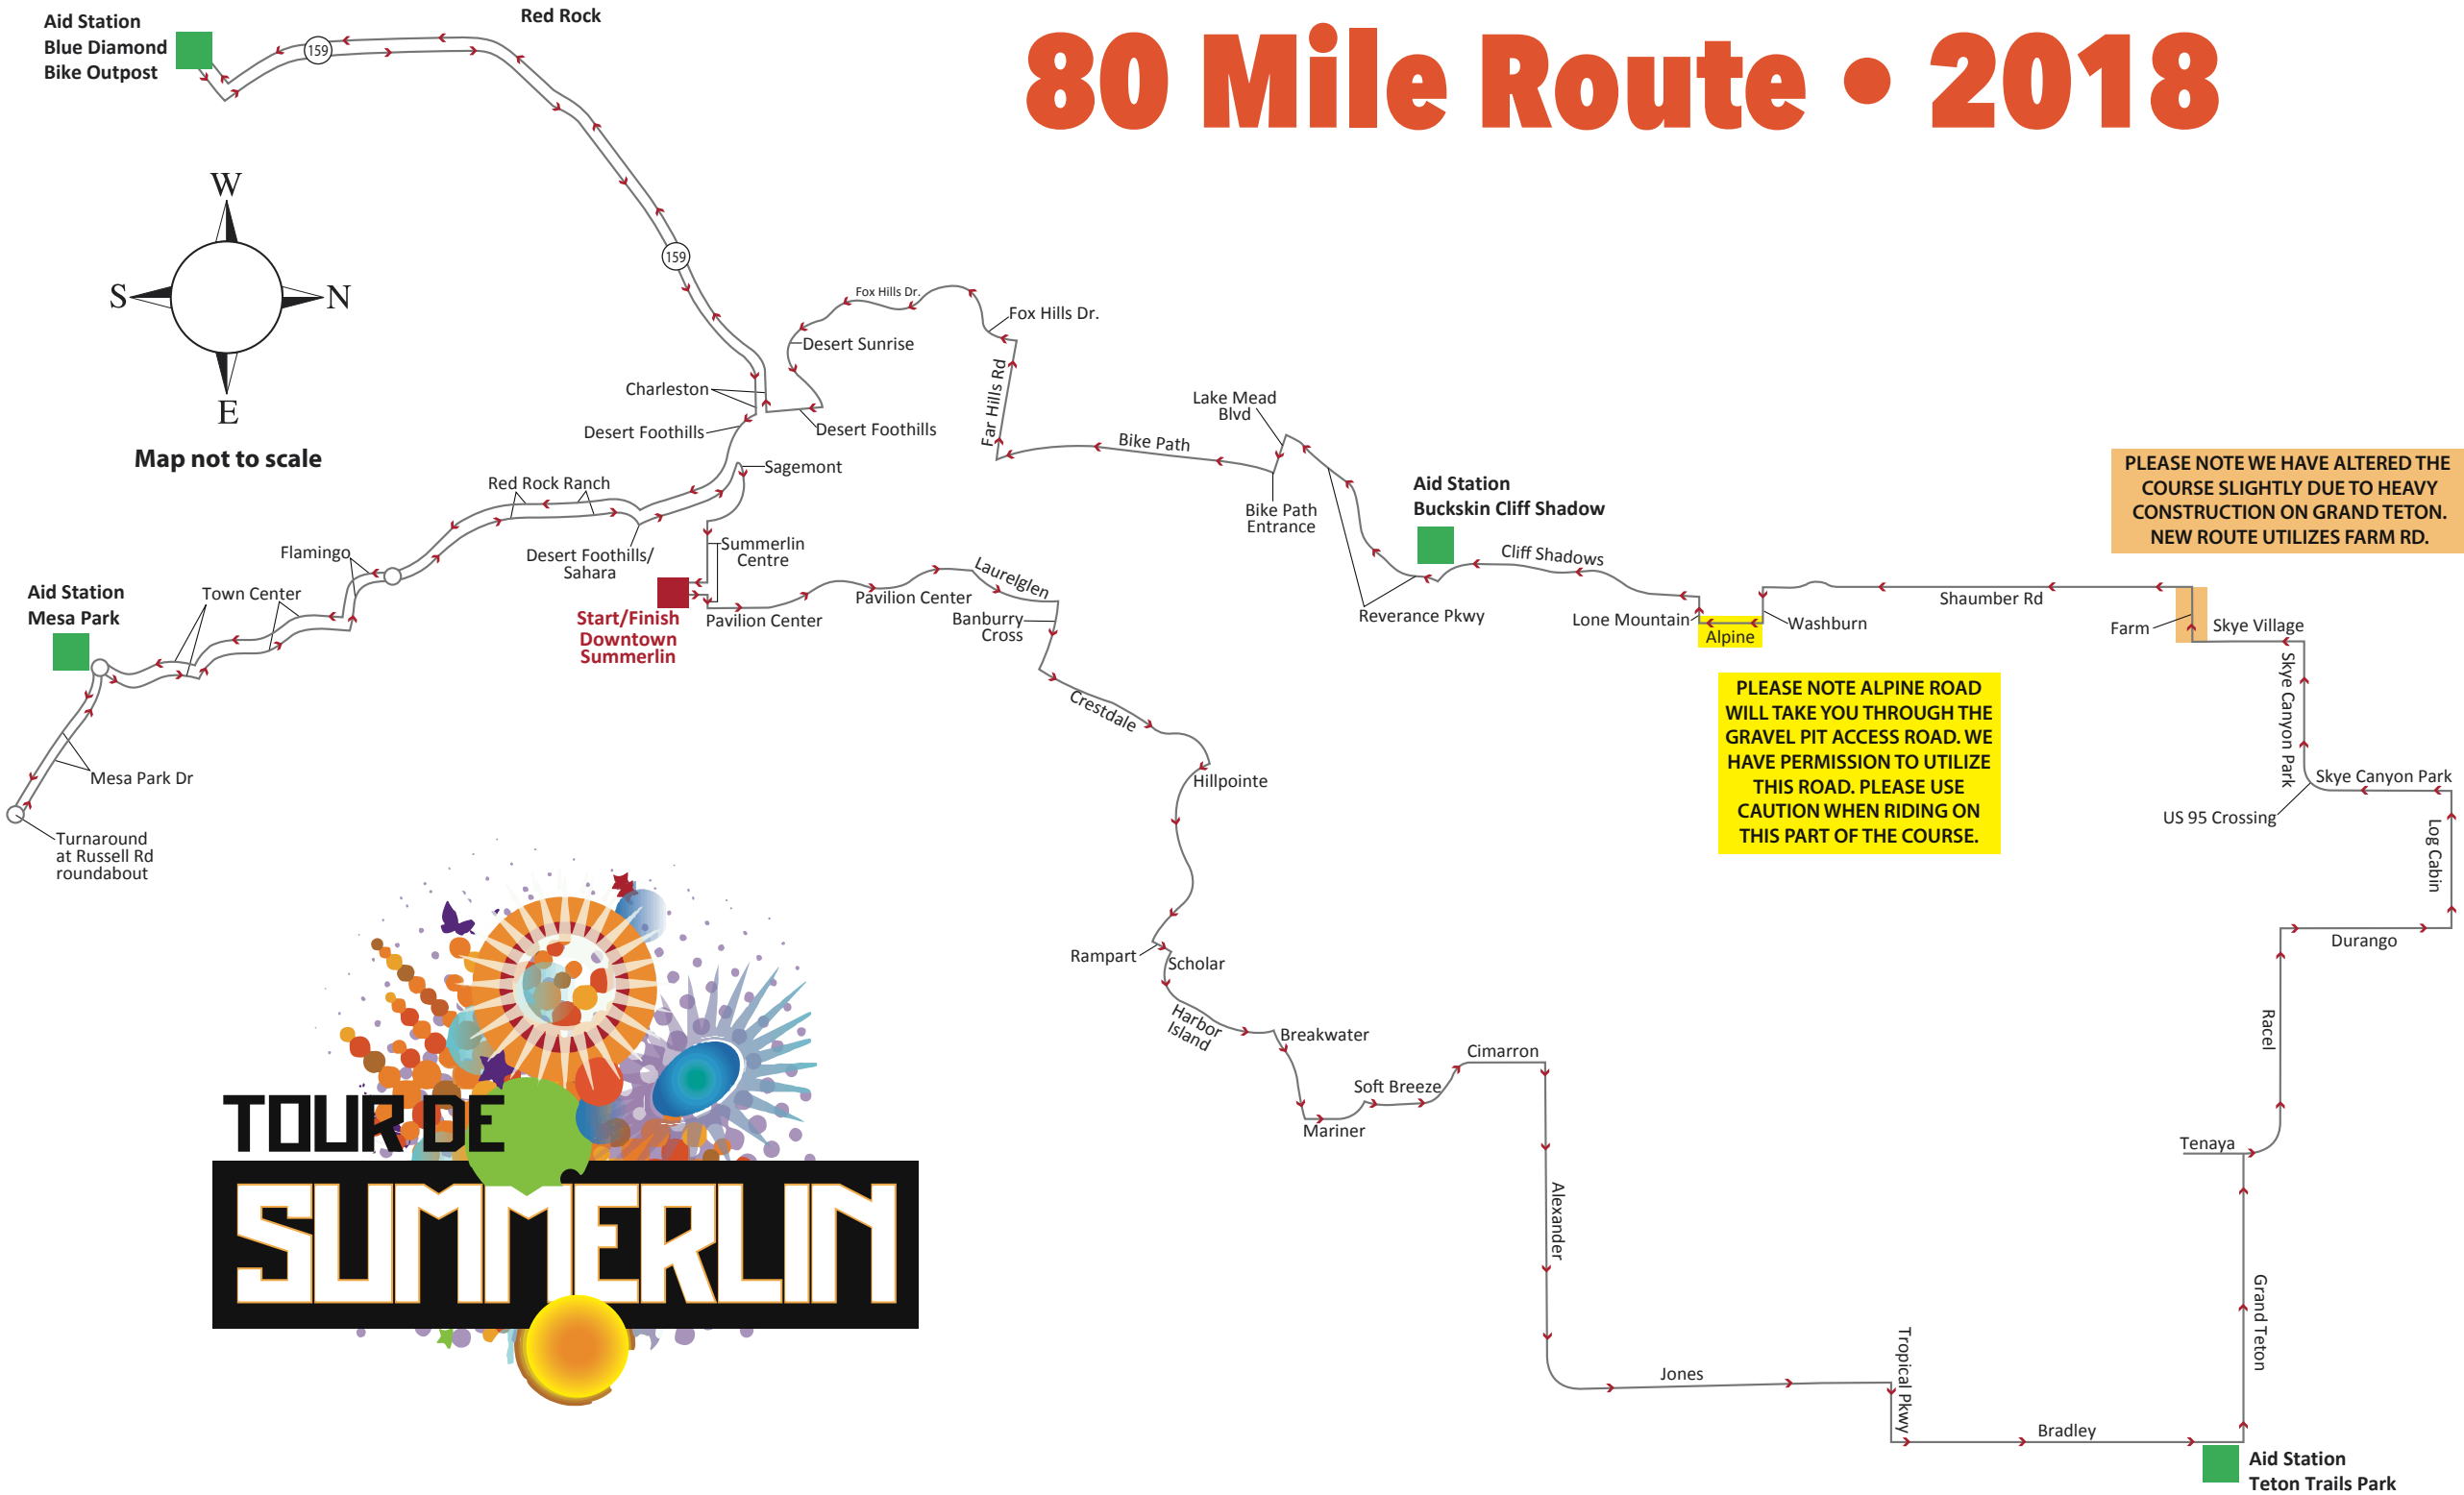 80 Mile Route • 2018
Aid Station
Blue Diamond
Bike Outpost
Red Rock
159
159
W
S
N
E
Map not to scale
Fox Hills Dr.
Fox Hills Dr.
Desert Sunrise
Far Hills Rd
Charleston
Desert Foothills
Desert Foothills
Sagemont
Red Rock Ranch
Desert Foothills/
Sahara
Summerlin
Centre
Flamingo
Town Center
Aid Station
Mesa Park
Mesa Park Dr
Turnaround
at Russell Rd
roundabout
Start/Finish
Downtown
Summerlin
Pavilion Center
Pavilion Center
Laurelglen
Banburry
Cross
Crestdale
Hillpointe
Rampart
Scholar
Harbor
Island
Breakwater
Mariner
Soft Breeze
Cimarron
Alexander
Jones
Tropical Pkwy
Bradley
Aid Station
Teton Trails Park
Grand Teton
Tenaya
Racel
Durango
Log Cabin
Skye Canyon Park
US 95 Crossing
Skye Canyon Park
Skye Village
Farm
Shaumber Rd
Washburn
Alpine
Lone Mountain
Cliff Shadows
Aid Station
Buckskin Cliff Shadow
Reverance Pkwy
Lake Mead
Blvd
Bike Path
Entrance
Bike Path
PLEASE NOTE WE HAVE ALTERED THE
COURSE SLIGHTLY DUE TO HEAVY
CONSTRUCTION ON GRAND TETON.
NEW ROUTE UTILIZES FARM RD.
PLEASE NOTE ALPINE ROAD
WILL TAKE YOU THROUGH THE
GRAVEL PIT ACCESS ROAD. WE
HAVE PERMISSION TO UTILIZE
THIS ROAD. PLEASE USE
CAUTION WHEN RIDING ON
THIS PART OF THE COURSE.
TOUR DE
SUMMERLIN